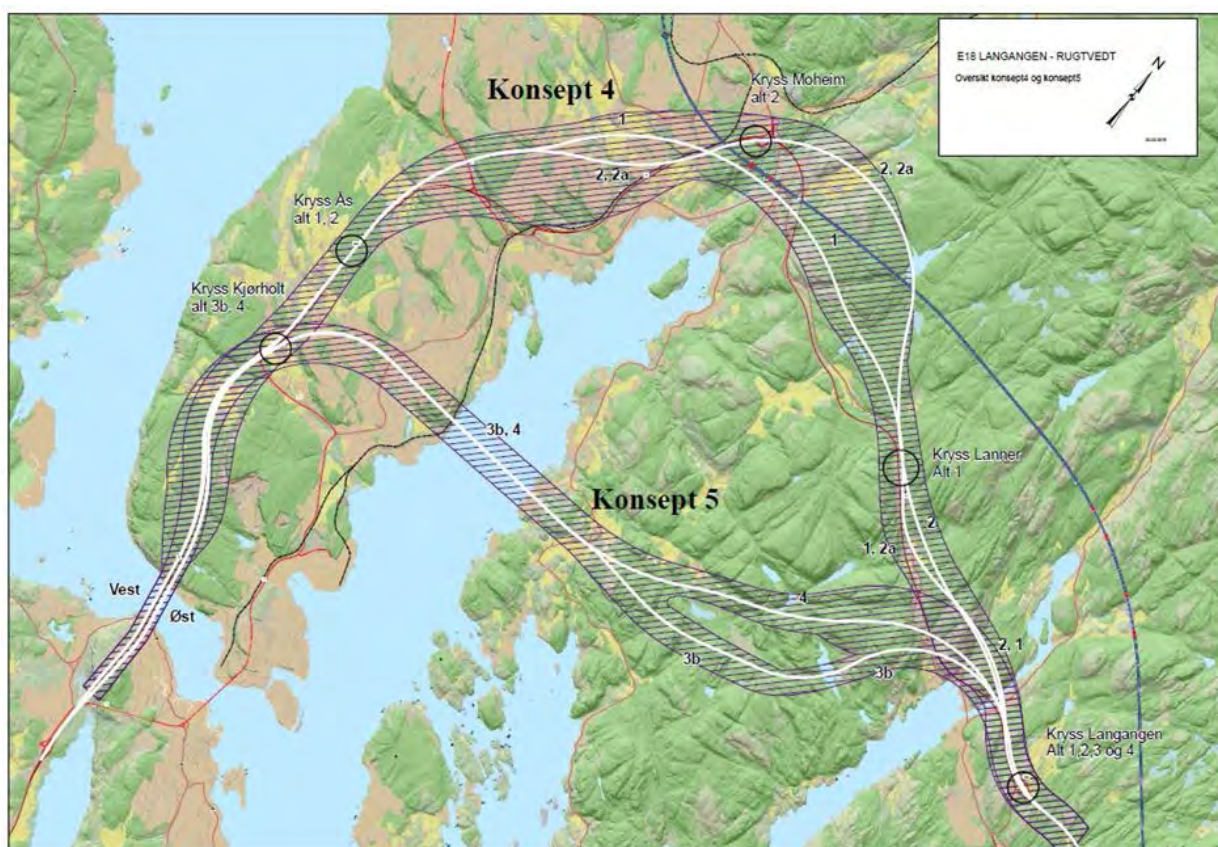 E18 LANGANGEN - RUGTVEDT
Oversikt konsept4 og konsept5
N
Kryss Moheim
alt 2
Konsept 4
1
2, 2a
2, 2a
Kryss Ås
alt 1, 2
1
Kryss Kjørholt
alt 3b, 4
3b, 4
Kryss Lanner
Alt 1
Konsept 5
2
1, 2a
Vest
Øst
4
3b
3b
2, 1
Kryss Langangen
Alt 1,2,3 og 4